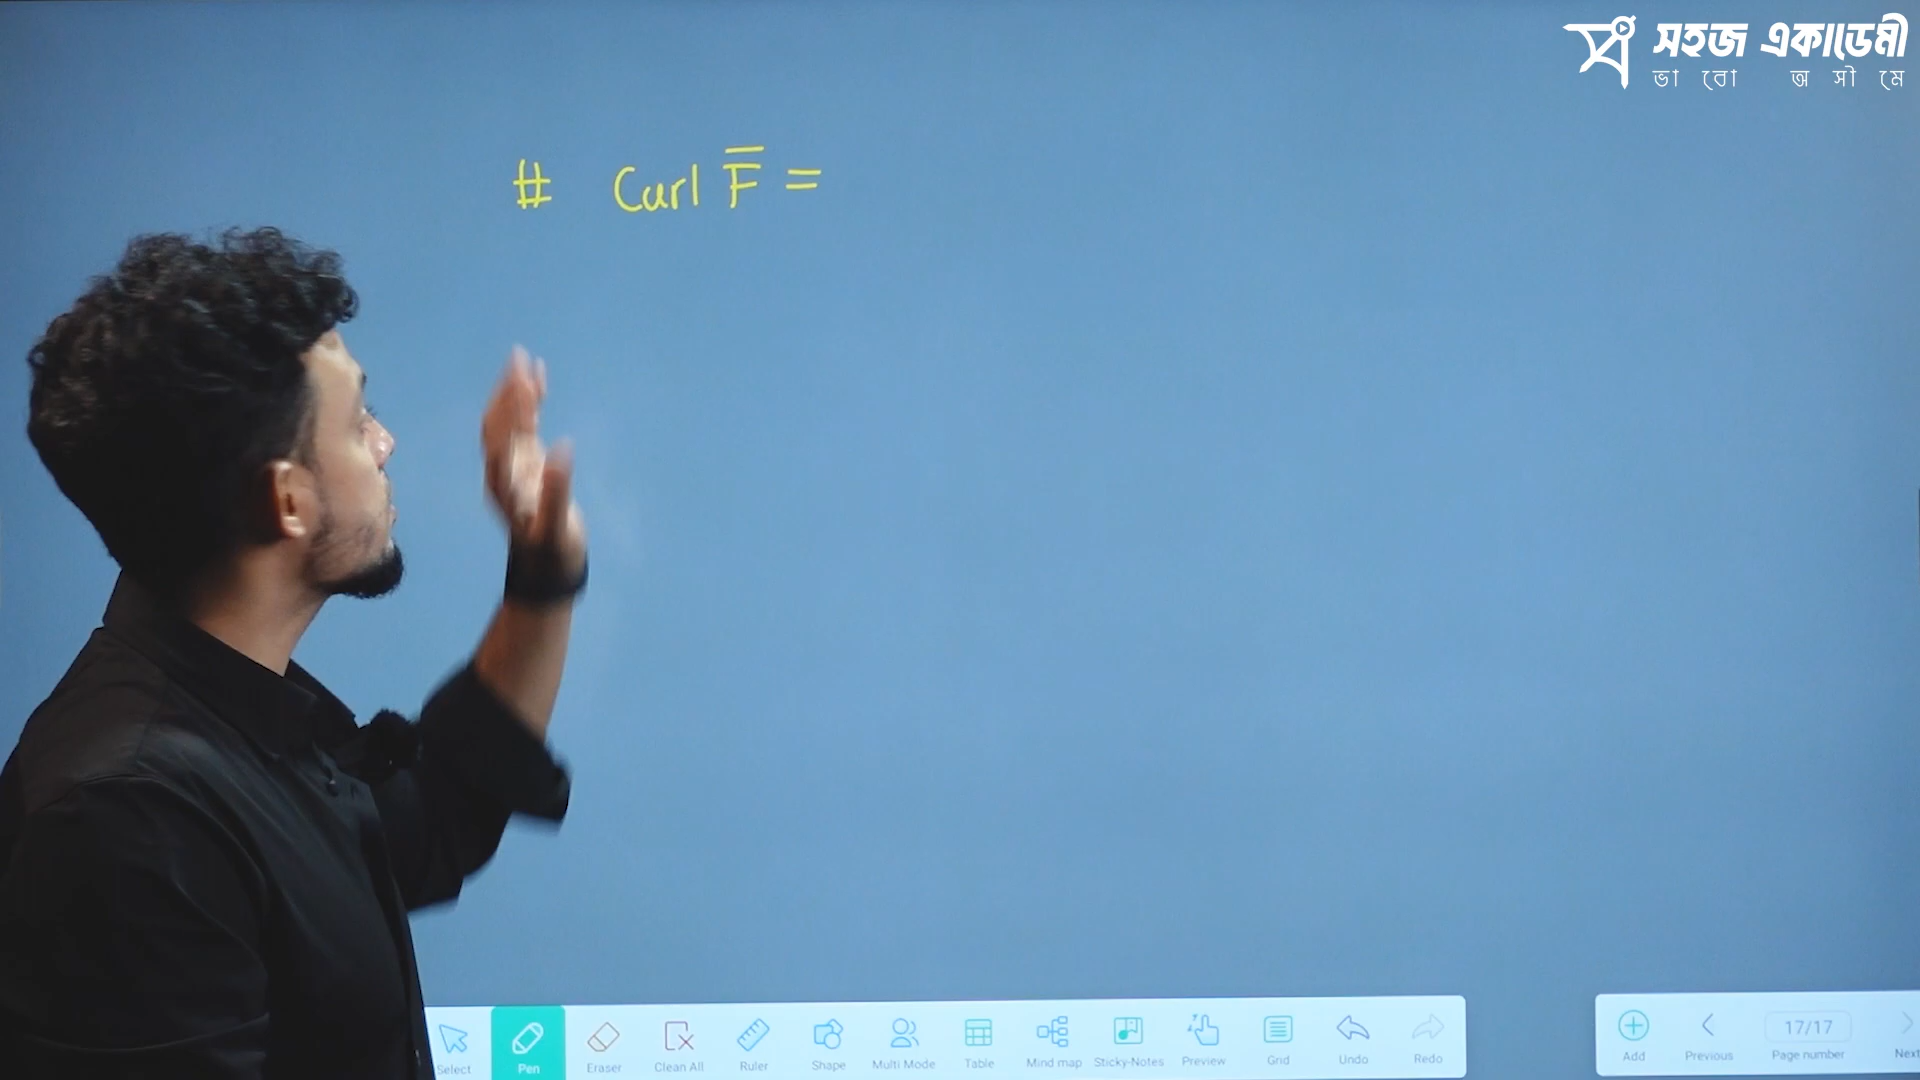 সহজ একাডেমী
ভাবো অসীমে
# Curl F̿ =
Select
Pen
Eraser
Clean All
Ruler
Shape
Multi Mode
Table
Mind map
Sticky-Notes
Preview
Grid
Undo
Redo
Add
Previous
17/17
Page number
Next